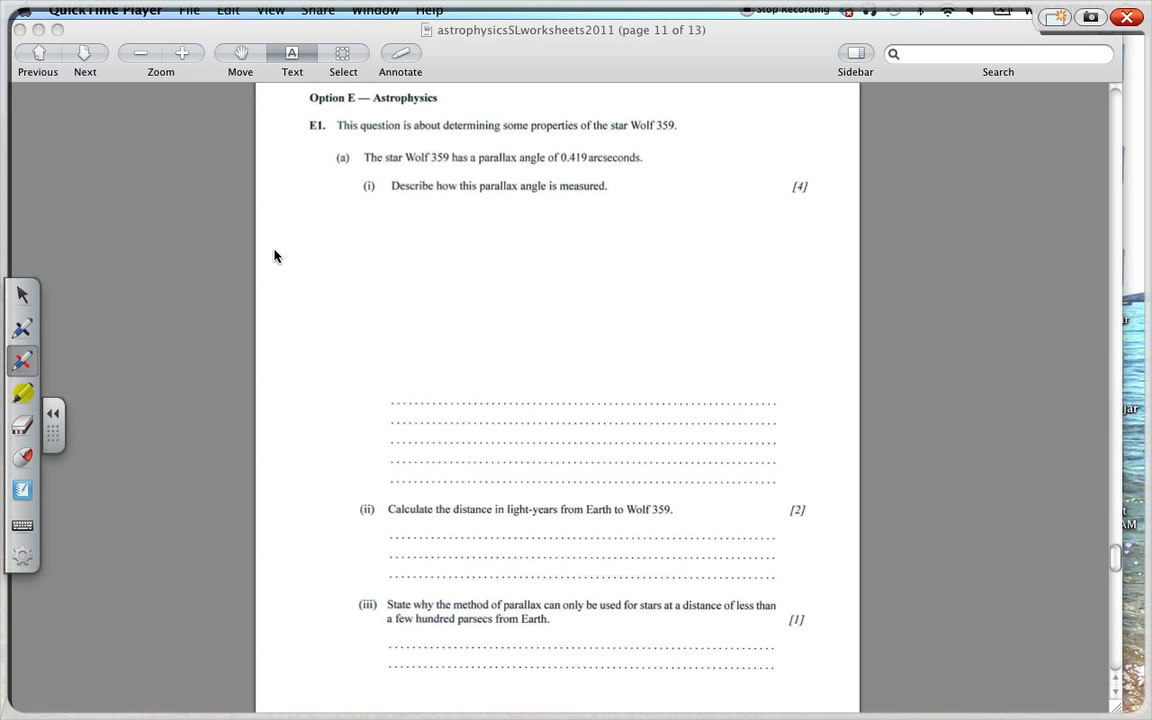 QuickTime Player File Edit View Share Window Help Stop Recording
astrophysicsSLworksheets2011 (page 11 of 13)
Previous Next Zoom Move Text Select Annotate Sidebar Search
Option E — Astrophysics
E1. This question is about determining some properties of the star Wolf 359.
(a) The star Wolf 359 has a parallax angle of 0.419 arcseconds.
(i) Describe how this parallax angle is measured. [4]
(ii) Calculate the distance in light-years from Earth to Wolf 359. [2]
(iii) State why the method of parallax can only be used for stars at a distance of less than
a few hundred parsecs from Earth. [1]
jar
AM